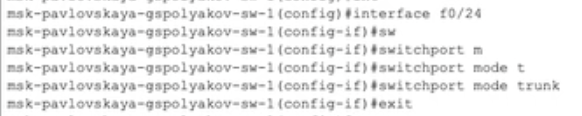 msk-pavlovskaya-gspolyakov-sw-1(config)#interface f0/24
msk-pavlovskaya-gspolyakov-sw-1(config-if)#sw
msk-pavlovskaya-gspolyakov-sw-1(config-if)#switchport m
msk-pavlovskaya-gspolyakov-sw-1(config-if)#switchport mode t
msk-pavlovskaya-gspolyakov-sw-1(config-if)#switchport mode trunk
msk-pavlovskaya-gspolyakov-sw-1(config-if)#exit